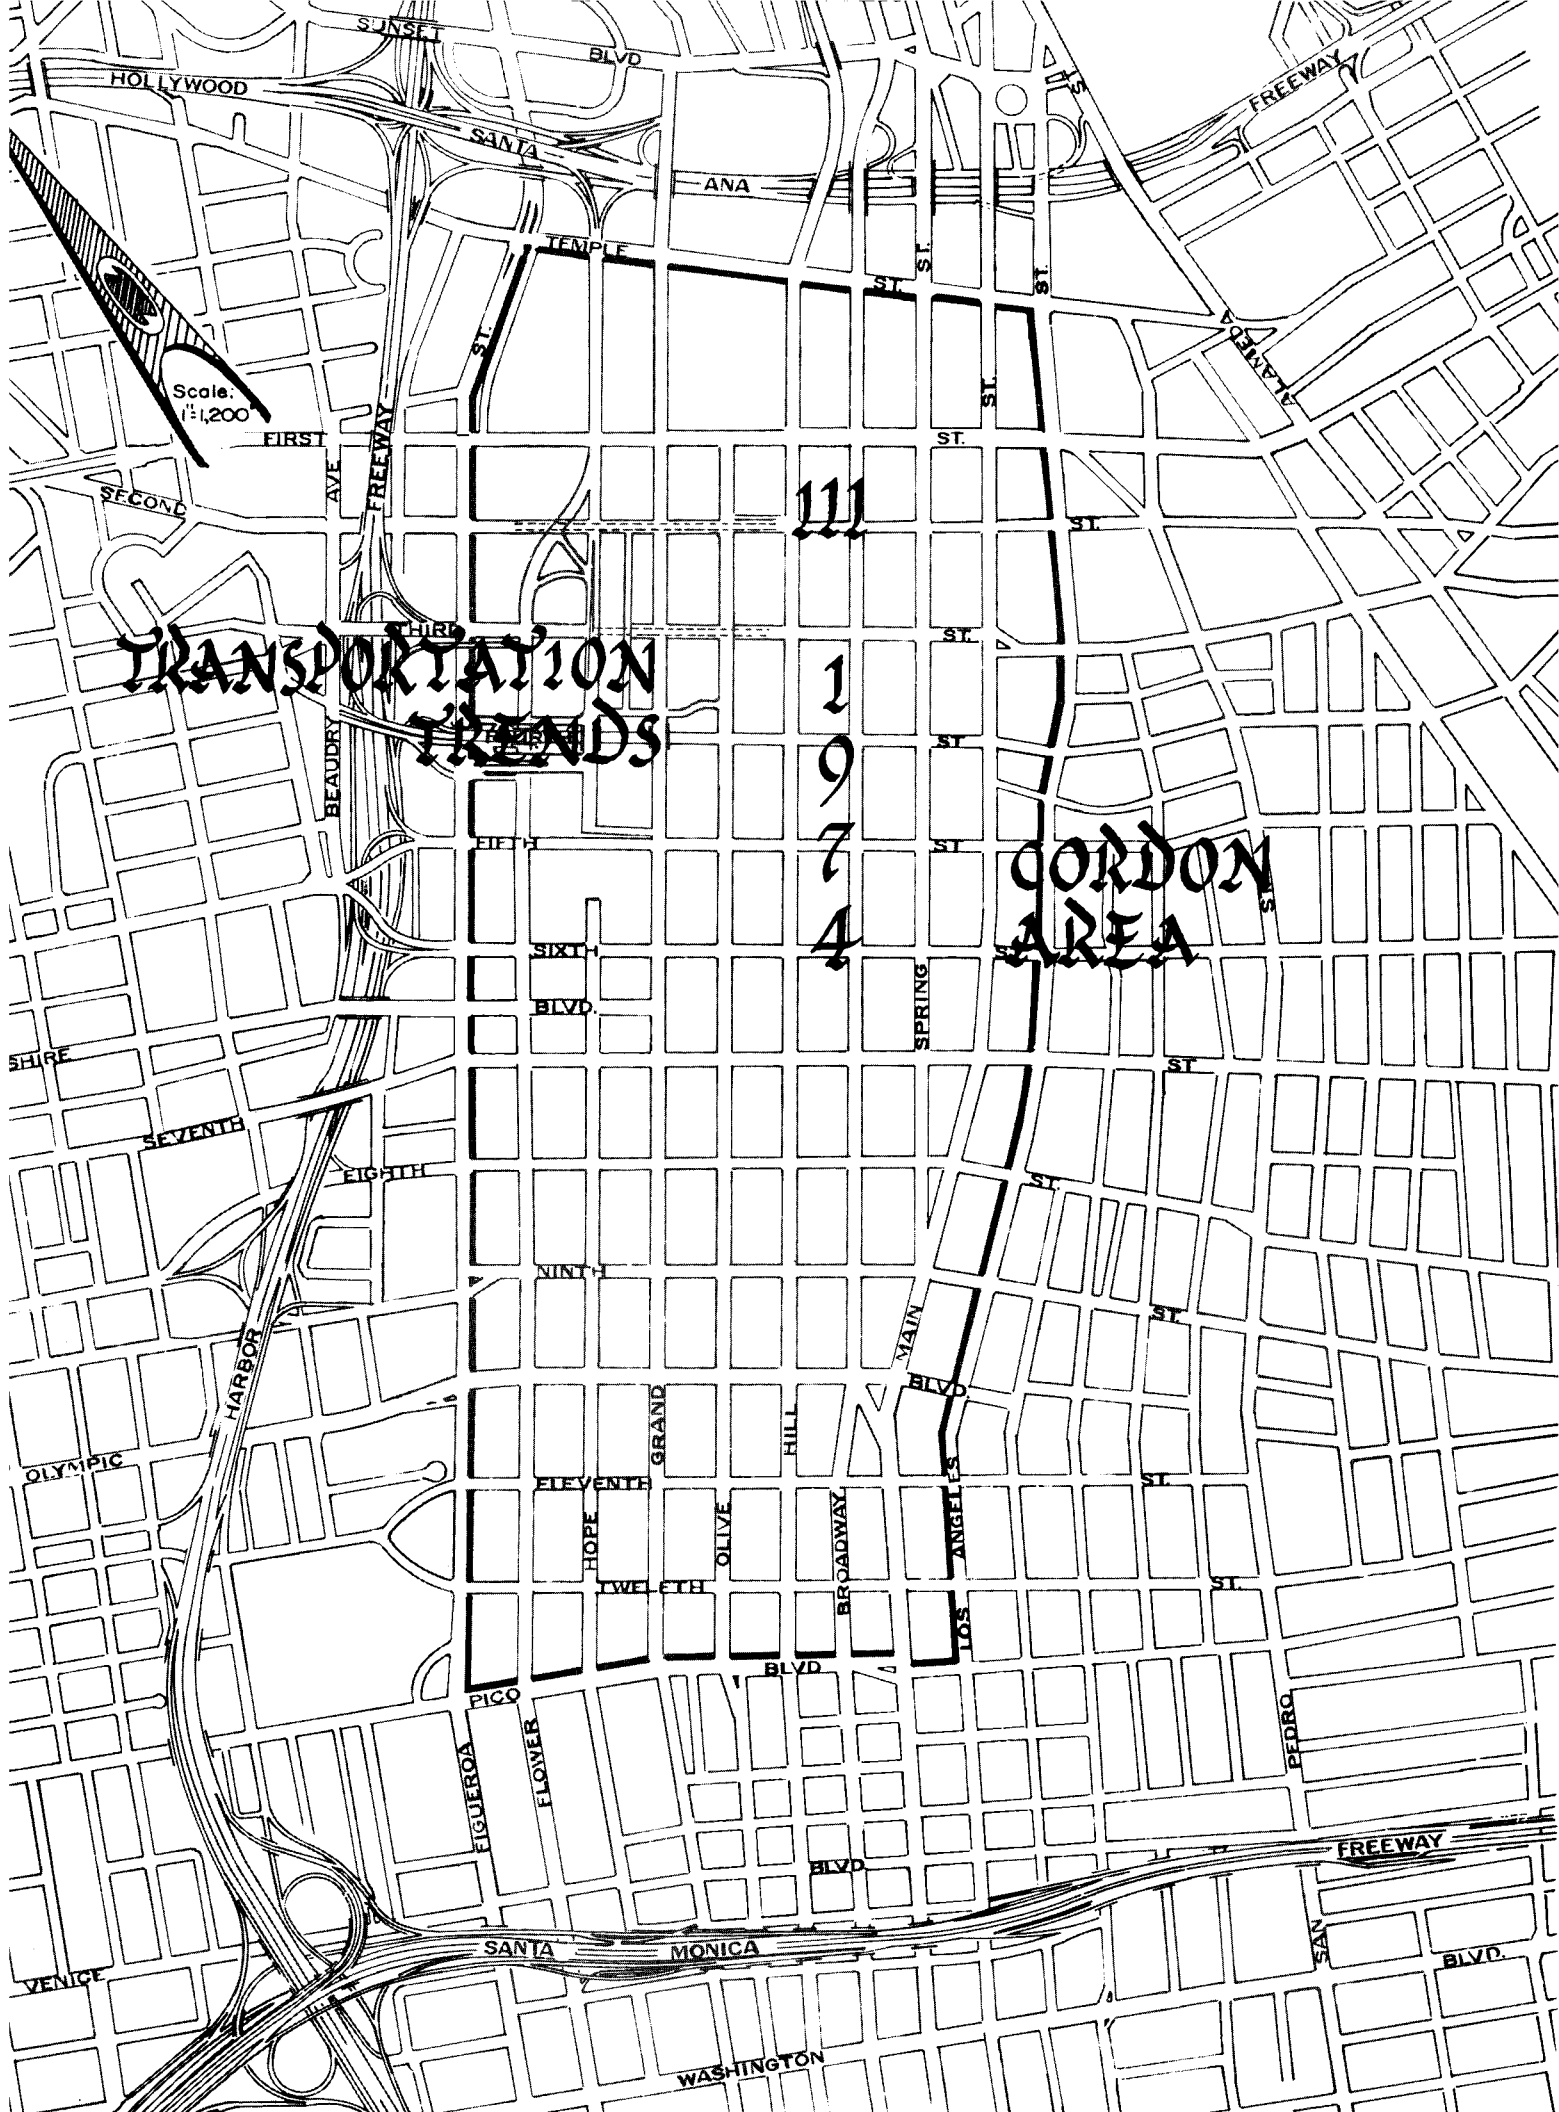 SUNSET
BLVD
HOLLYWOOD
FREEWAY
ST.
SANTA
ANA
TEMPLE
ST.
ST.
ST.
ST.
ST.
ALAMEDA
Scale:
1"=1,200'
FIRST
ST.
FREEWAY
AVE
SECOND
III
ST.
THIRD
ST.
TRANSPORTATION
TRENDS
1
9
7
4
ST.
BEAUDRY
FIFTH
ST.
CORDON
AREA
ST.
SIXTH
BLVD.
SPRING
SHIRE
ST.
SEVENTH
EIGHTH
ST.
NINTH
ST.
MAIN
HARBOR
BLVD.
GRAND
HILL
OLYMPIC
ELEVENTH
ST.
HOPE
OLIVE
BROADWAY
ANGELES
TWELFTH
ST.
LOS
BLVD
PICO
PEDRO
FIGUEROA
FLOWER
FREEWAY
BLVD.
SANTA
MONICA
SAN
BLVD.
VENICE
WASHINGTON